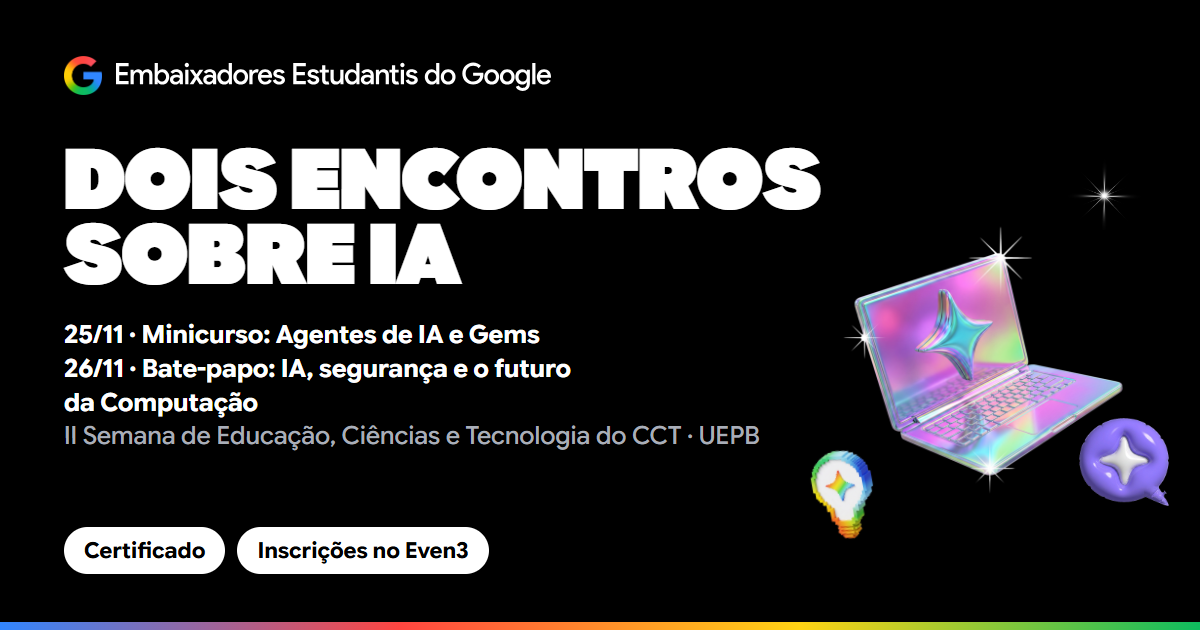 Embaixadores Estudantis do Google
DOIS ENCONTROS
SOBRE IA
25/11 · Minicurso: Agentes de IA e Gems
26/11 · Bate-papo: IA, segurança e o futuro
da Computação
II Semana de Educação, Ciências e Tecnologia do CCT · UEPB
Certificado
Inscrições no Even3